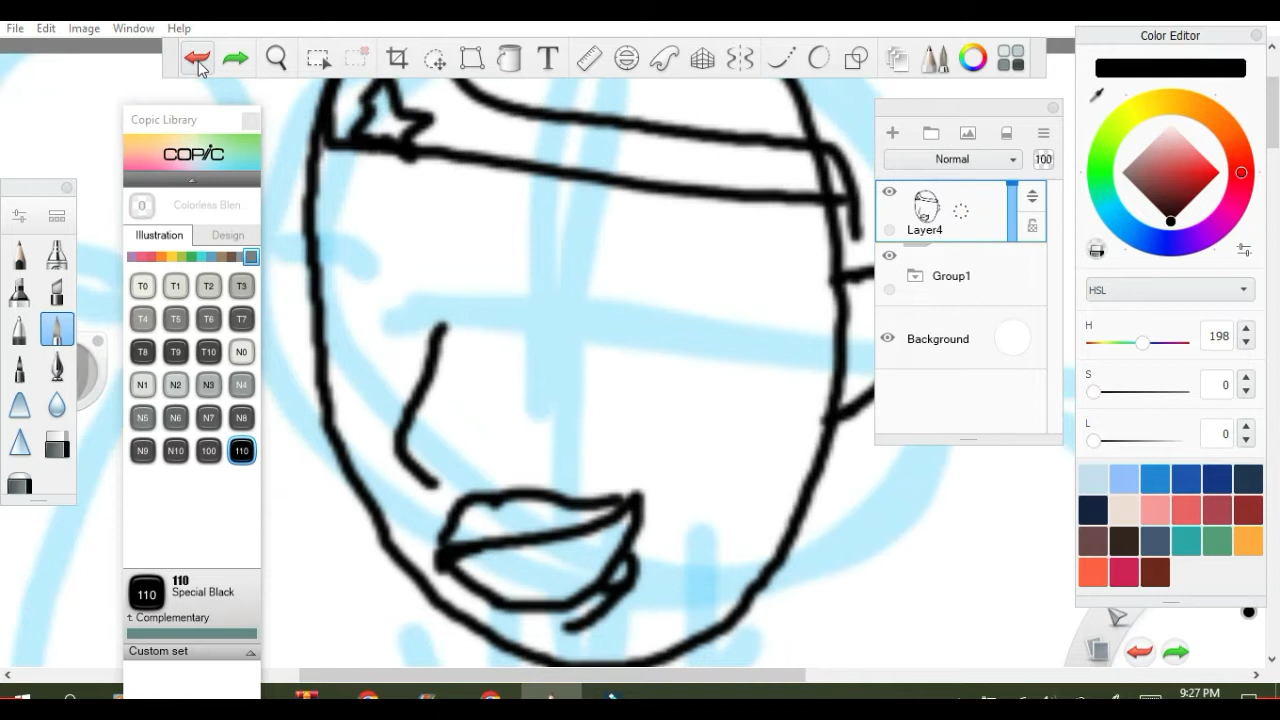 File Edit Image Window Help
Color Editor
Copic Library
COPIC
0 Colorless Blen
Illustration Design
T0 T1 T2 T3
T4 T5 T6 T7
T8 T9 T10 N0
N1 N2 N3 N4
N5 N6 N7 N8
N9 N10 100 110
110 110
Special Black
t. Complementary
Custom set
Normal 100
Layer4
Group1
Background
HSL
H 198
S 0
L 0
9:27 PM